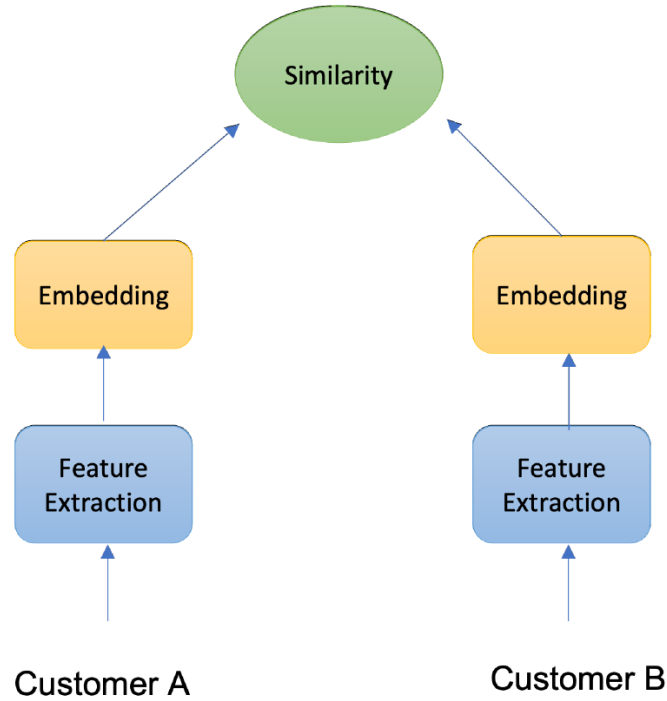 Similarity
Embedding
Embedding
Feature
Extraction
Feature
Extraction
Customer A
Customer B